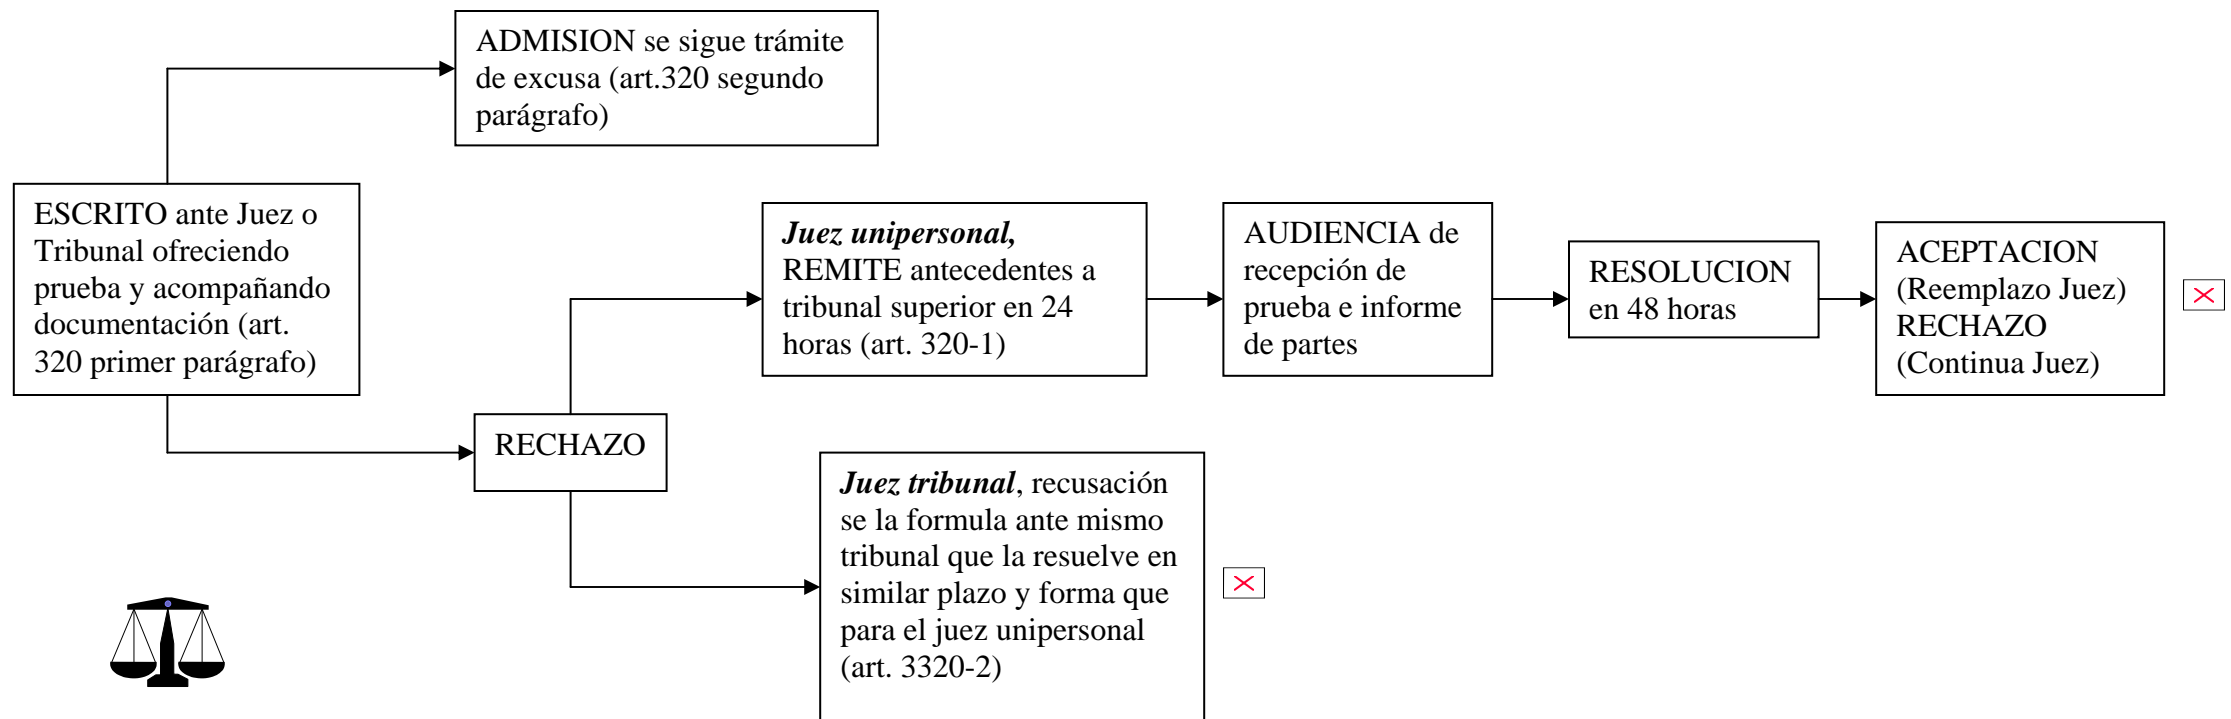 ADMISION se sigue trámite
de excusa (art.320 segundo
parágrafo)
ESCRITO ante Juez o
Tribunal ofreciendo
prueba y acompañando
documentación (art.
320 primer parágrafo)
Juez unipersonal,
REMITE antecedentes a
tribunal superior en 24
horas (art. 320-1)
AUDIENCIA de
recepción de
prueba e informe
de partes
RESOLUCION
en 48 horas
ACEPTACION
(Reemplazo Juez)
RECHAZO
(Continua Juez)
RECHAZO
Juez tribunal, recusación
se la formula ante mismo
tribunal que la resuelve en
similar plazo y forma que
para el juez unipersonal
(art. 3320-2)